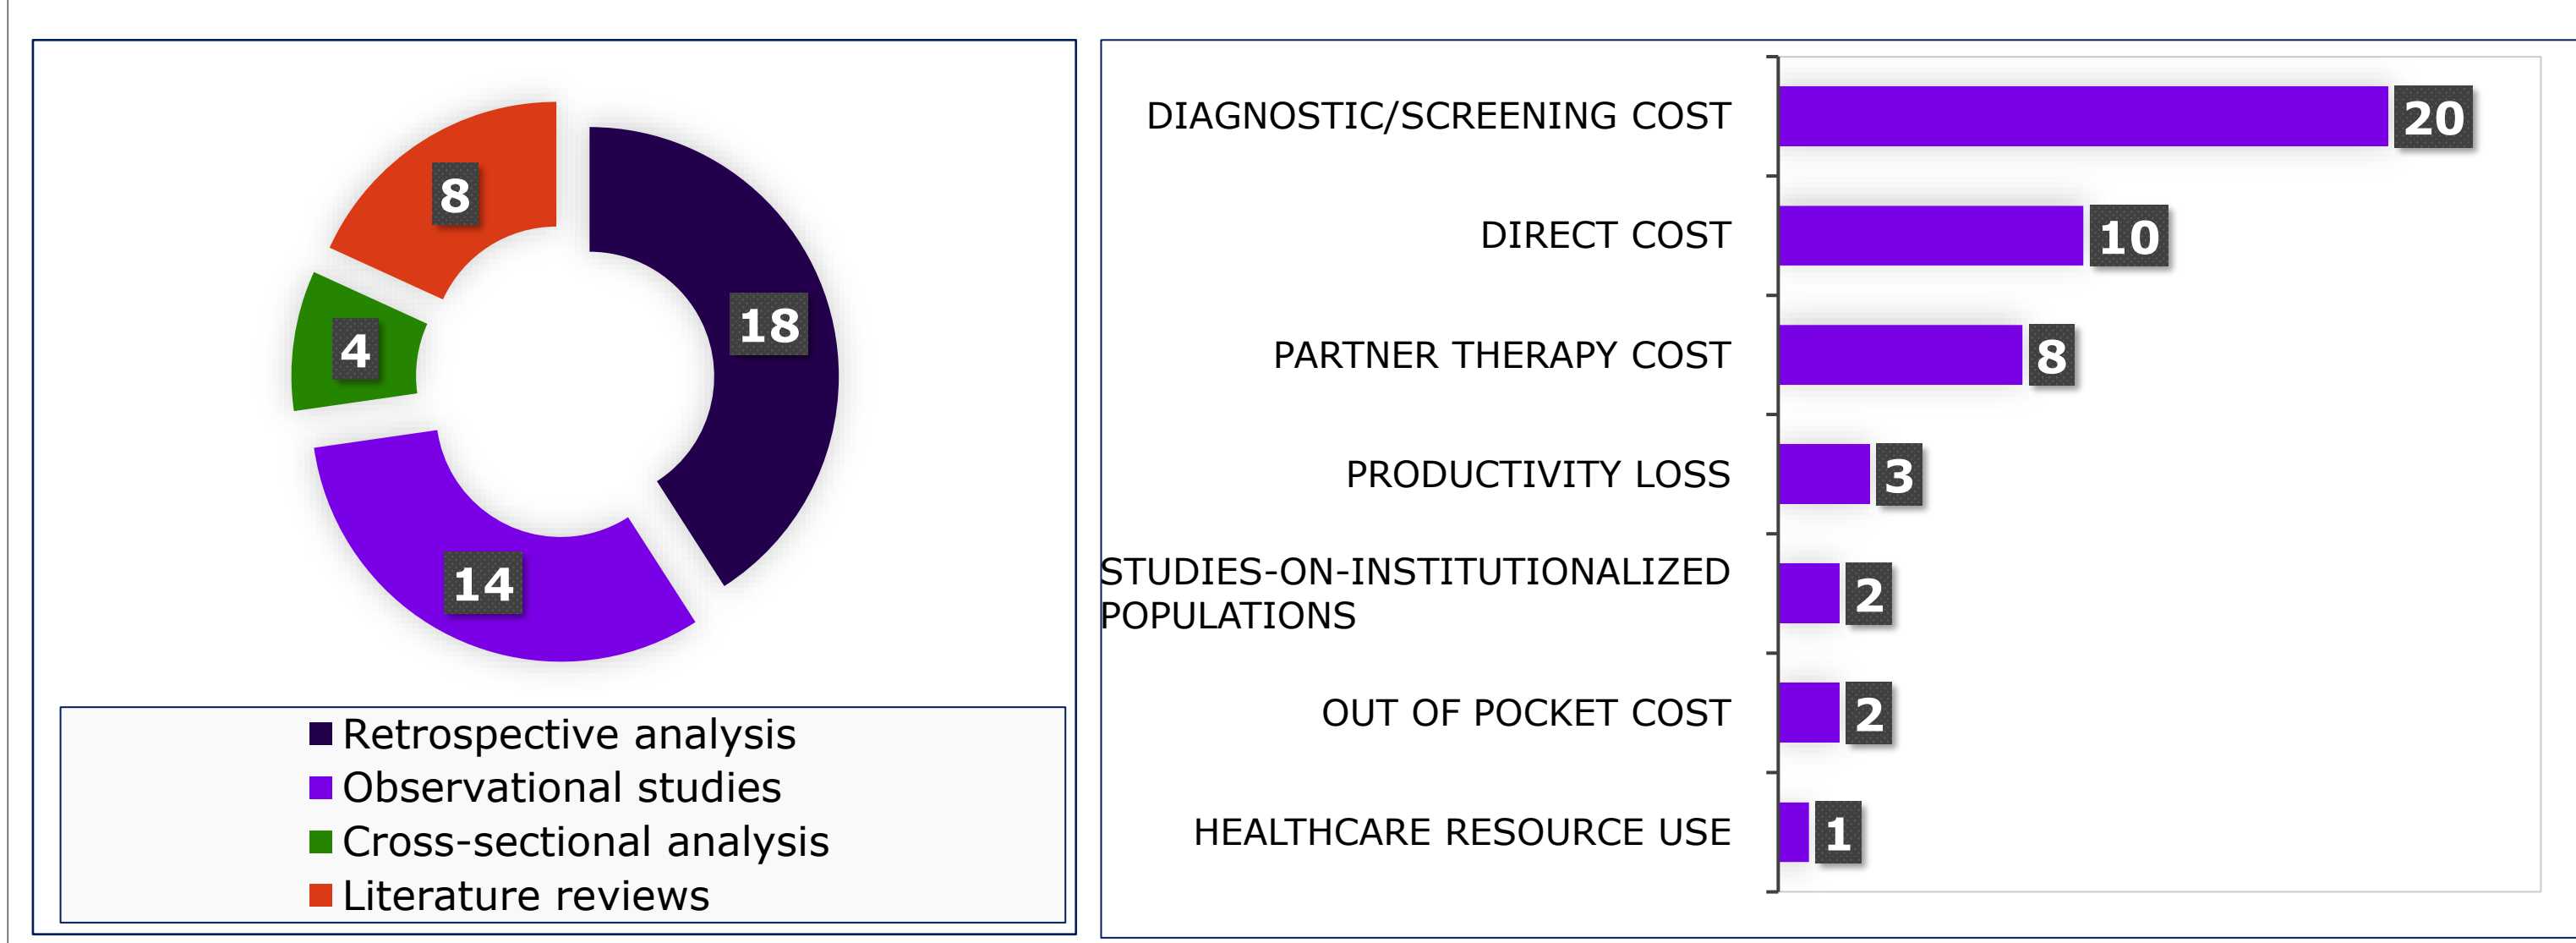 8
18
4
14
Retrospective analysis
Observational studies
Cross-sectional analysis
Literature reviews
DIAGNOSTIC/SCREENING COST
20
DIRECT COST
10
PARTNER THERAPY COST
8
PRODUCTIVITY LOSS
3
STUDIES-ON-INSTITUTIONALIZED
POPULATIONS
2
OUT OF POCKET COST
2
HEALTHCARE RESOURCE USE
1